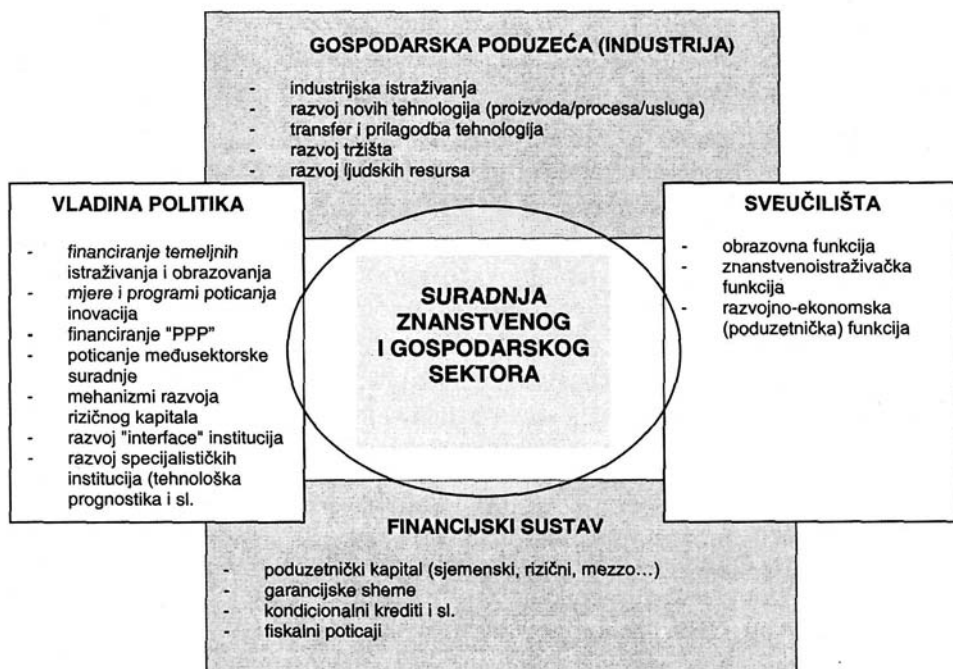 GOSPODARSKA PODUZEĆA (INDUSTRIJA)
- industrijska istraživanja
- razvoj novih tehnologija (proizvoda/procesa/usluga)
- transfer i prilagodba tehnologija
- razvoj tržišta
- razvoj ljudskih resursa
VLADINA POLITIKA
- financiranje temeljnih
istraživanja i obrazovanja
- mjere i programi poticanja
inovacija
- financiranje "PPP"
- poticanje međusektorske
suradnje
- mehanizmi razvoja
rizičnog kapitala
- razvoj "interface" institucija
- razvoj specijalističkih
institucija (tehnološka
prognostika i sl.
SURADNJA
ZNANSTVENOG
I GOSPODARSKOG
SEKTORA
SVEUČILIŠTA
- obrazovna funkcija
- znanstvenoistraživačka
funkcija
- razvojno-ekonomska
(poduzetnička) funkcija
FINANCIJSKI SUSTAV
- poduzetnički kapital (sjemenski, rizični, mezzo...)
- garancijske sheme
- kondicionalni krediti i sl.
- fiskalni poticaji